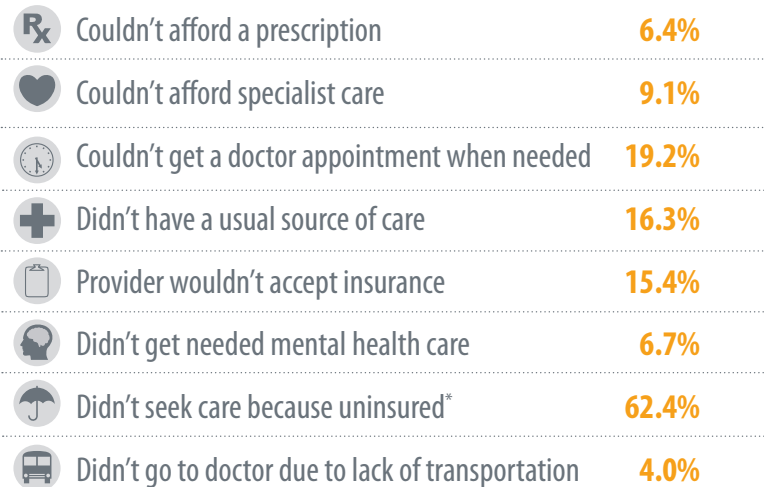 Rx Couldn’t afford a prescription 6.4%
Couldn’t afford specialist care 9.1%
Couldn’t get a doctor appointment when needed 19.2%
Didn’t have a usual source of care 16.3%
Provider wouldn’t accept insurance 15.4%
Didn’t get needed mental health care 6.7%
Didn’t seek care because uninsured* 62.4%
Didn’t go to doctor due to lack of transportation 4.0%